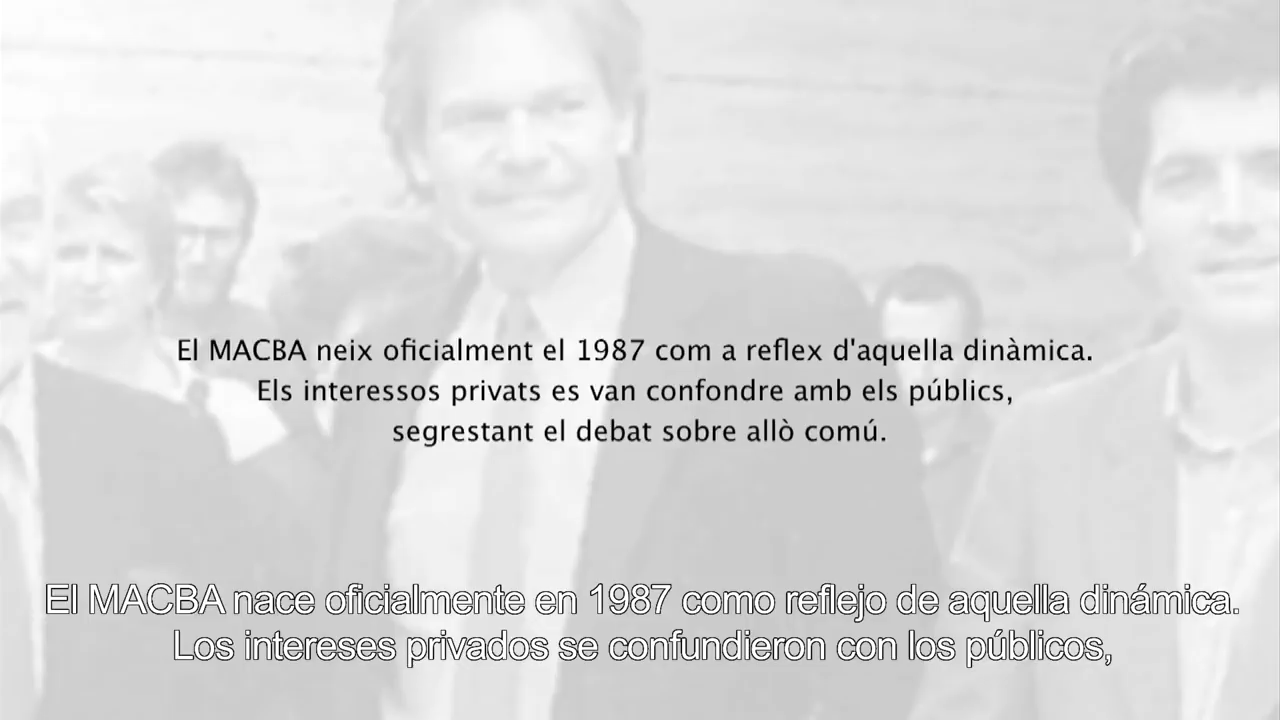 El MACBA neix oficialment el 1987 com a reflex d'aquella dinàmica.
Els interessos privats es van confondre amb els públics,
segrestant el debat sobre allò comú.
El MACBA nace oficialmente en 1987 como reflejo de aquella dinámica.
Los intereses privados se confundieron con los públicos,